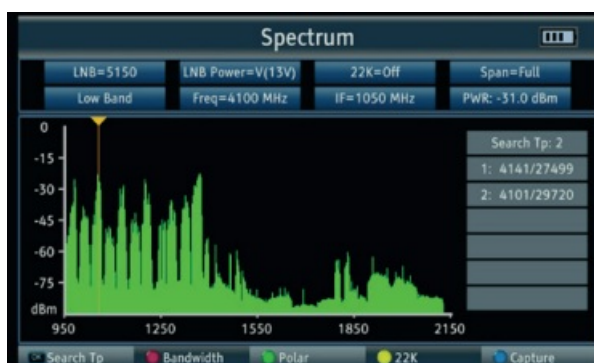 Spectrum
LNB=5150 LNB Power=V(13V) 22K=Off Span=Full
Low Band Freq=4100 MHz IF=1050 MHz PWR: -31.0 dBm
Search Tp: 2
1: 4141/27499
2: 4101/29720
0
-15
-30
-45
-60
-75
dBm
950 1250 1550 1850 2150
Search Tp Bandwidth Polar 22K Capture